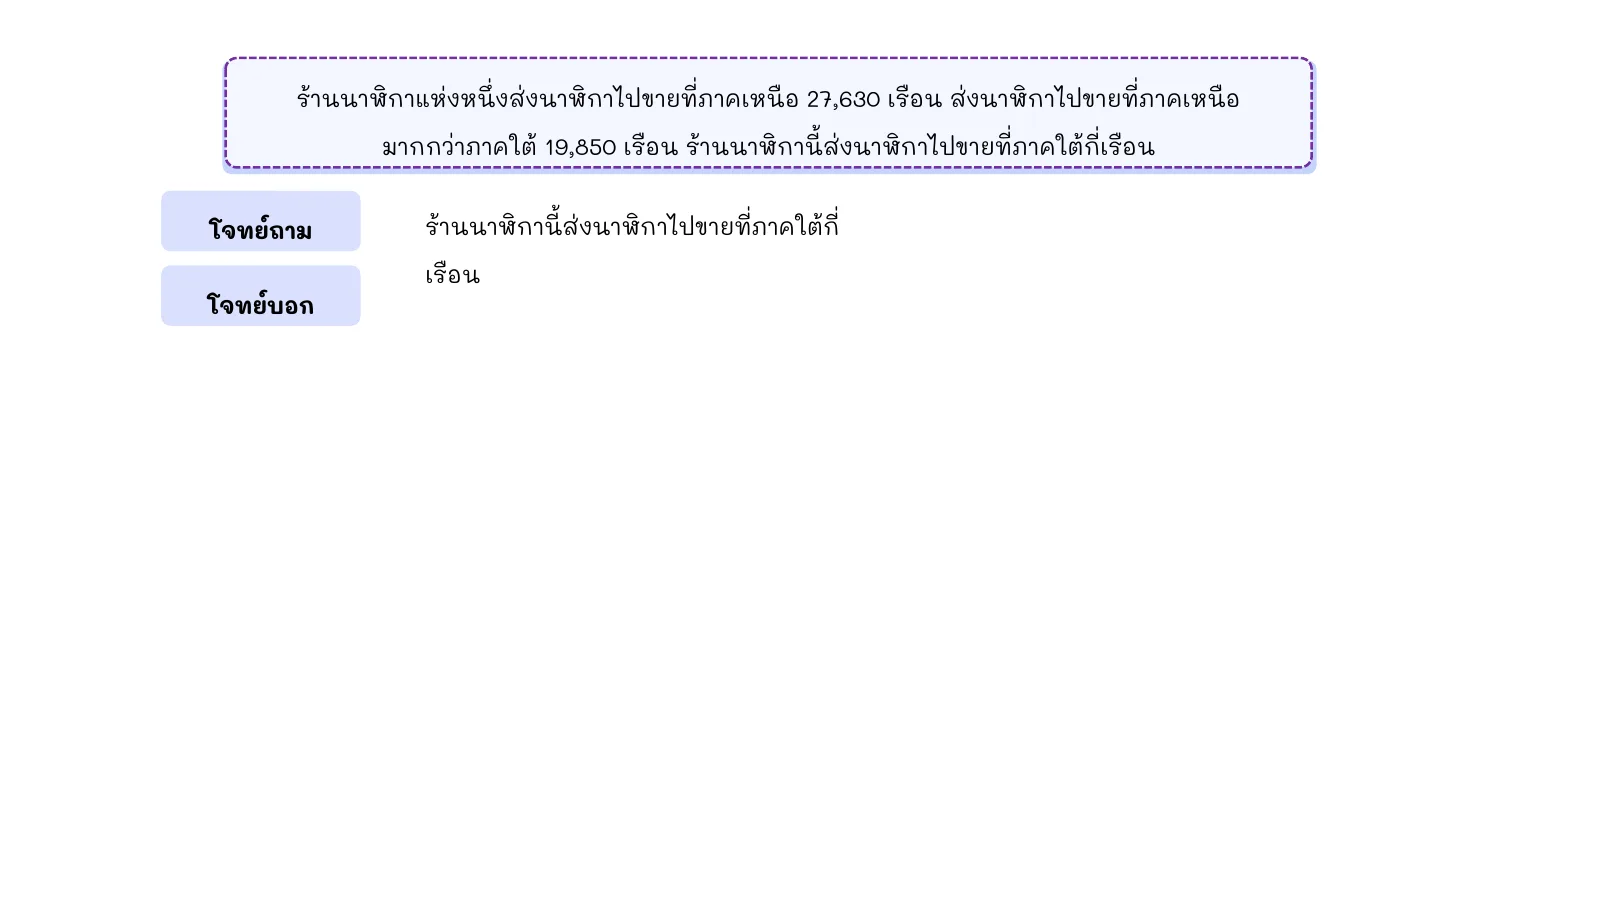 ร้านนาฬิกาแห่งหนึ่งส่งนาฬิกาไปขายที่ภาคเหนือ 27,630 เรือน ส่งนาฬิกาไปขายที่ภาคเหนือ
มากกว่าภาคใต้ 19,850 เรือน ร้านนาฬิกานี้ส่งนาฬิกาไปขายที่ภาคใต้กี่เรือน
โจทย์ถาม
ร้านนาฬิกานี้ส่งนาฬิกาไปขายที่ภาคใต้กี่
เรือน
โจทย์บอก